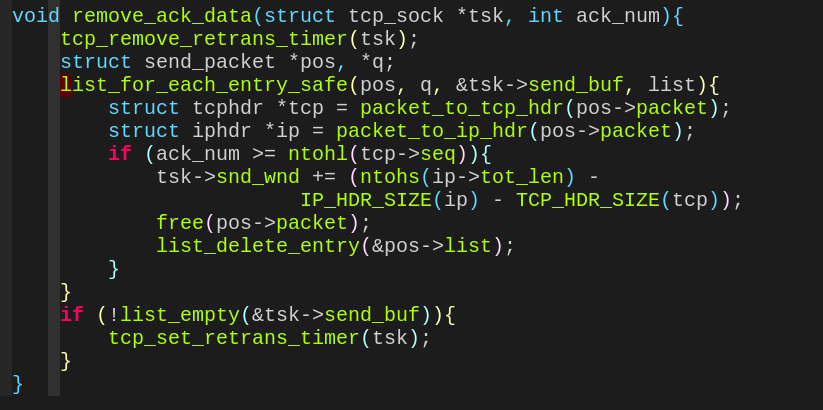 void remove_ack_data(struct tcp_sock *tsk, int ack_num){
    tcp_remove_retrans_timer(tsk);
    struct send_packet *pos, *q;
    list_for_each_entry_safe(pos, q, &tsk->send_buf, list){
        struct tcphdr *tcp = packet_to_tcp_hdr(pos->packet);
        struct iphdr *ip = packet_to_ip_hdr(pos->packet);
        if (ack_num >= ntohl(tcp->seq)){
            tsk->snd_wnd += (ntohs(ip->tot_len) -
                        IP_HDR_SIZE(ip) - TCP_HDR_SIZE(tcp));
            free(pos->packet);
            list_delete_entry(&pos->list);
        }
    }
    if (!list_empty(&tsk->send_buf)){
        tcp_set_retrans_timer(tsk);
    }
}